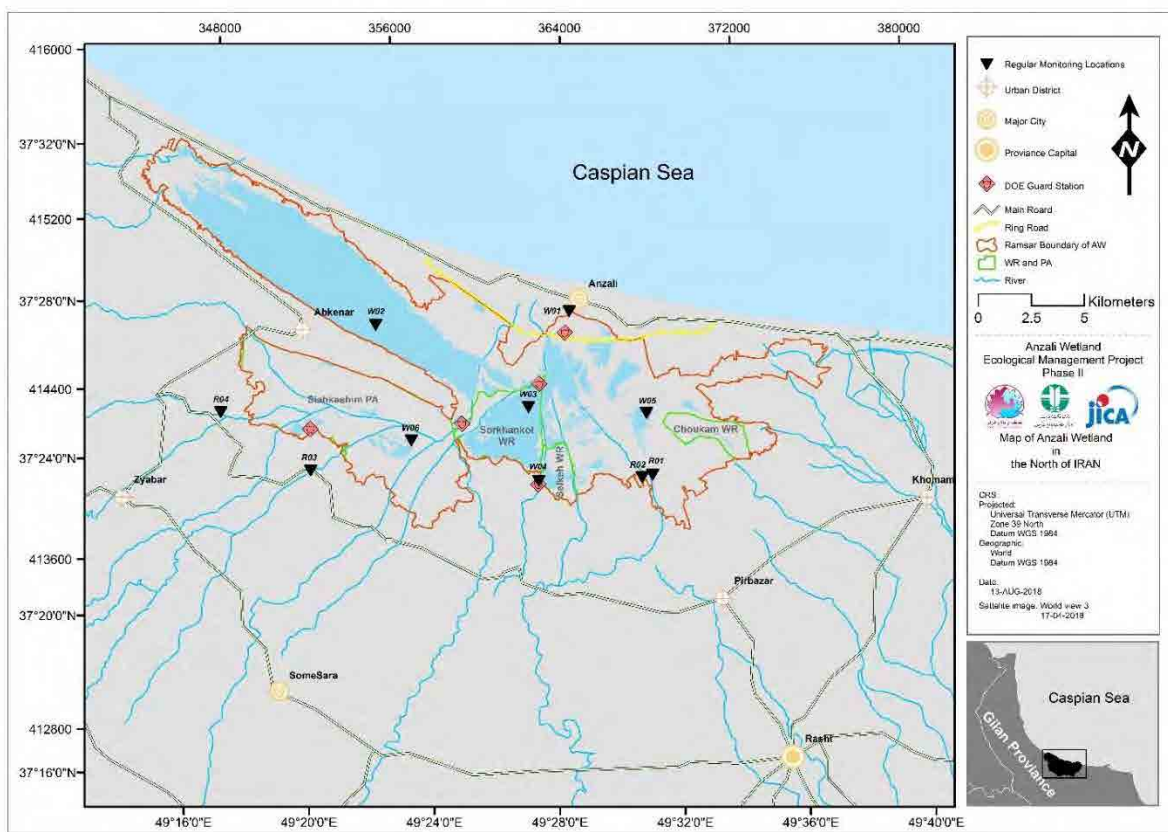 348000 356000 364000 372000 380000
416000
37°32'0"N
415200
37°28'0"N
414400
37°24'0"N
413600
37°20'0"N
412800
37°16'0"N
49°16'0"E 49°20'0"E 49°24'0"E 49°28'0"E 49°32'0"E 49°36'0"E 49°40'0"E
Caspian Sea
Anzali
W01
Abkenar
W02
R04
Siahkeshim PA
W03
Sorkhankol
WR
W05
Choukam WR
W06
R03
W04
Selkeh WR
R02
R01
Zyabar
Khomam
Pirbazar
SomeSara
Rasht
Regular Monitoring Locations
Urban District
Major City
Proviance Capital
DOE Guard Station
Main Roard
Ring Road
Ramsar Boundary of AW
WR and PA
River
N
Kilometers
0 2.5 5
Anzali Wetland
Ecological Management Project
Phase II
jICA
Map of Anzali Wetland
in
the North of IRAN
CRS
Projected:
Universal Transverse Mercator (UTM)
Zone 39 North
Datum WGS 1984
Geographic:
World
Datum WGS 1984
Date:
13-AUG-2018
Sattalite image: World view 3
17-04-2018
Caspian Sea
Gilan Proviance